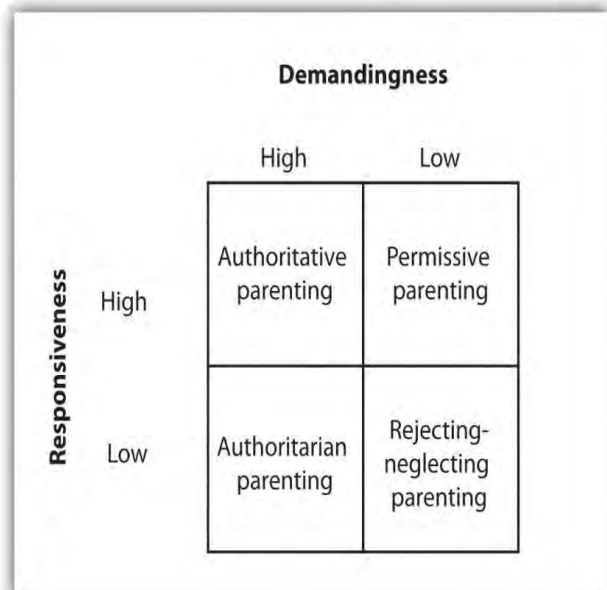 Demandingness
High Low
Authoritative
parenting
Permissive
parenting
Responsiveness
High
Low
Authoritarian
parenting
Rejecting-
neglecting
parenting